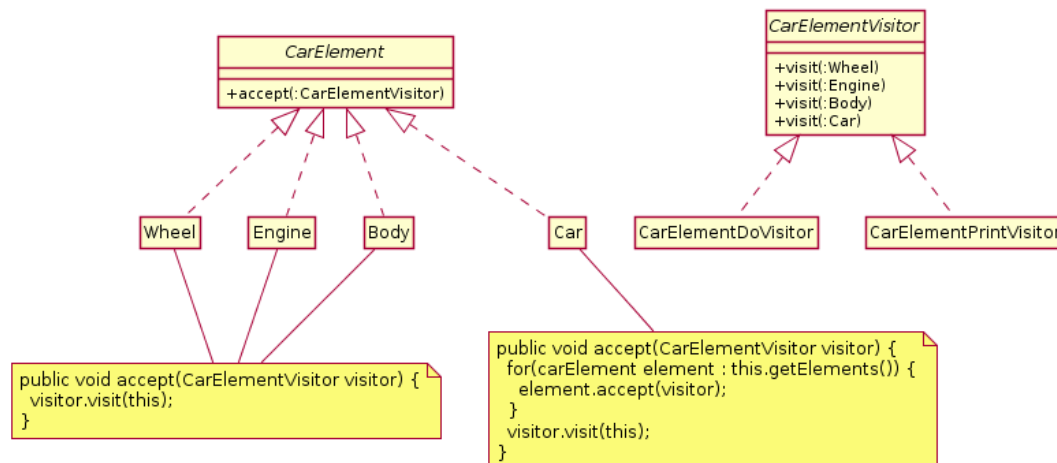 CarElement
+accept(:CarElementVisitor)
CarElementVisitor
+visit(:Wheel)
+visit(:Engine)
+visit(:Body)
+visit(:Car)
Wheel
Engine
Body
Car
CarElementDoVisitor
CarElementPrintVisitor
public void accept(CarElementVisitor visitor) {
visitor.visit(this);
}
public void accept(CarElementVisitor visitor) {
for(carElement element : this.getElements()) {
element.accept(visitor);
}
visitor.visit(this);
}